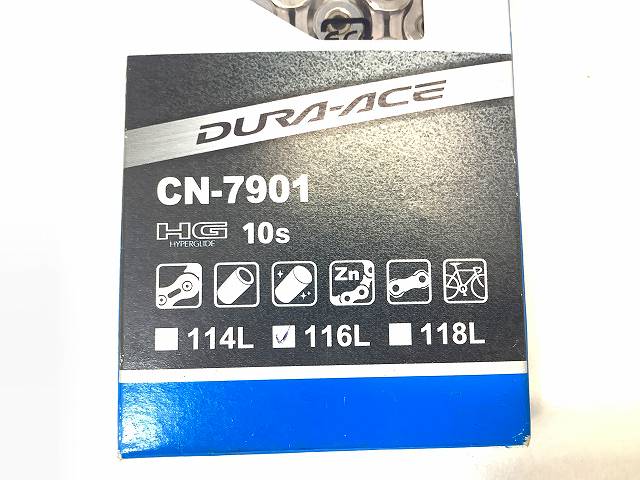 DURA-ACE
CN-7901
HG 10s
HYPERGLIDE
Zn
114L 116L 118L